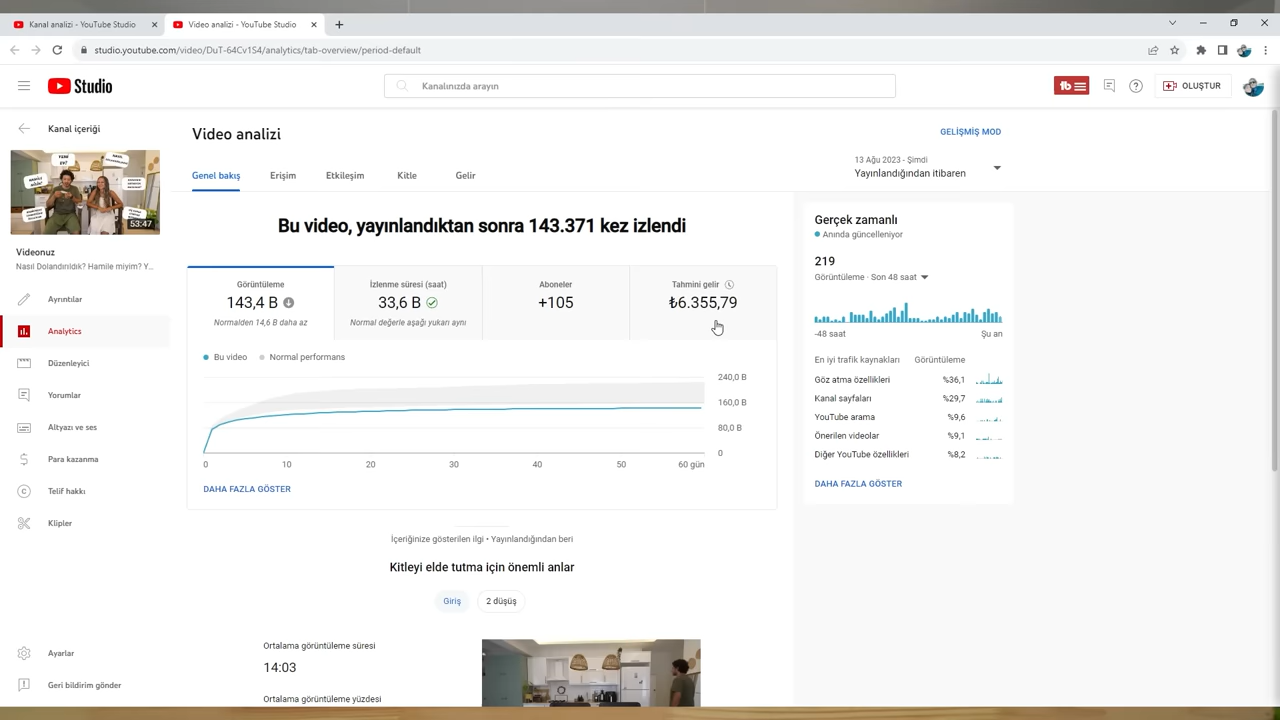 Kanal analizi - YouTube Studio
Video analizi - YouTube Studio
studio.youtube.com/video/DuT-64Cv1S4/analytics/tab-overview/period-default
Studio
Kanalınızda arayın
OLUŞTUR
Kanal içeriği
53:47
Videonuz
Nasıl Dolandırıldık? Hamile miyim? Y...
Ayrıntılar
Analytics
Düzenleyici
Yorumlar
Altyazı ve ses
Para kazanma
Telif hakkı
Klipler
Ayarlar
Geri bildirim gönder
Video analizi
GELİŞMİŞ MOD
Genel bakış
Erişim
Etkileşim
Kitle
Gelir
13 Ağu 2023 - Şimdi
Yayınlandığından itibaren
Bu video, yayınlandıktan sonra 143.371 kez izlendi
Görüntüleme
143,4 B
Normalden 14,6 B daha az
İzlenme süresi (saat)
33,6 B
Normal değerle aşağı yukarı aynı
Aboneler
+105
Tahmini gelir
₺6.355,79
Bu video
Normal performans
240,0 B
160,0 B
80,0 B
0
0 10 20 30 40 50 60 gün
DAHA FAZLA GÖSTER
İçeriğinize gösterilen ilgi • Yayınlandığından beri
Kitleyi elde tutma için önemli anlar
Giriş
2 düşüş
Ortalama görüntüleme süresi
14:03
Ortalama görüntüleme yüzdesi
Gerçek zamanlı
Anında güncelleniyor
219
Görüntüleme · Son 48 saat
-48 saat
Şu an
En iyi trafik kaynakları Görüntüleme
Göz atma özellikleri %36,1
Kanal sayfaları %29,7
YouTube arama %9,6
Önerilen videolar %9,1
Diğer YouTube özellikleri %8,2
DAHA FAZLA GÖSTER